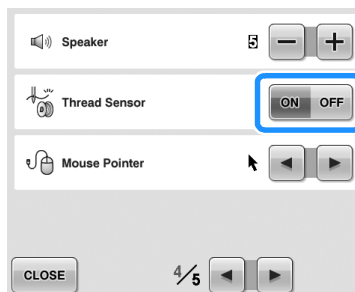 Speaker 5 − +
Thread Sensor ON OFF
Mouse Pointer
CLOSE 4/5